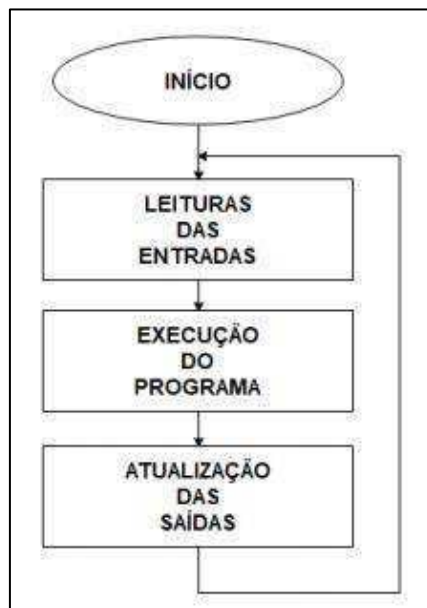 INÍCIO
LEITURAS
DAS
ENTRADAS
EXECUÇÃO
DO
PROGRAMA
ATUALIZAÇÃO
DAS
SAÍDAS